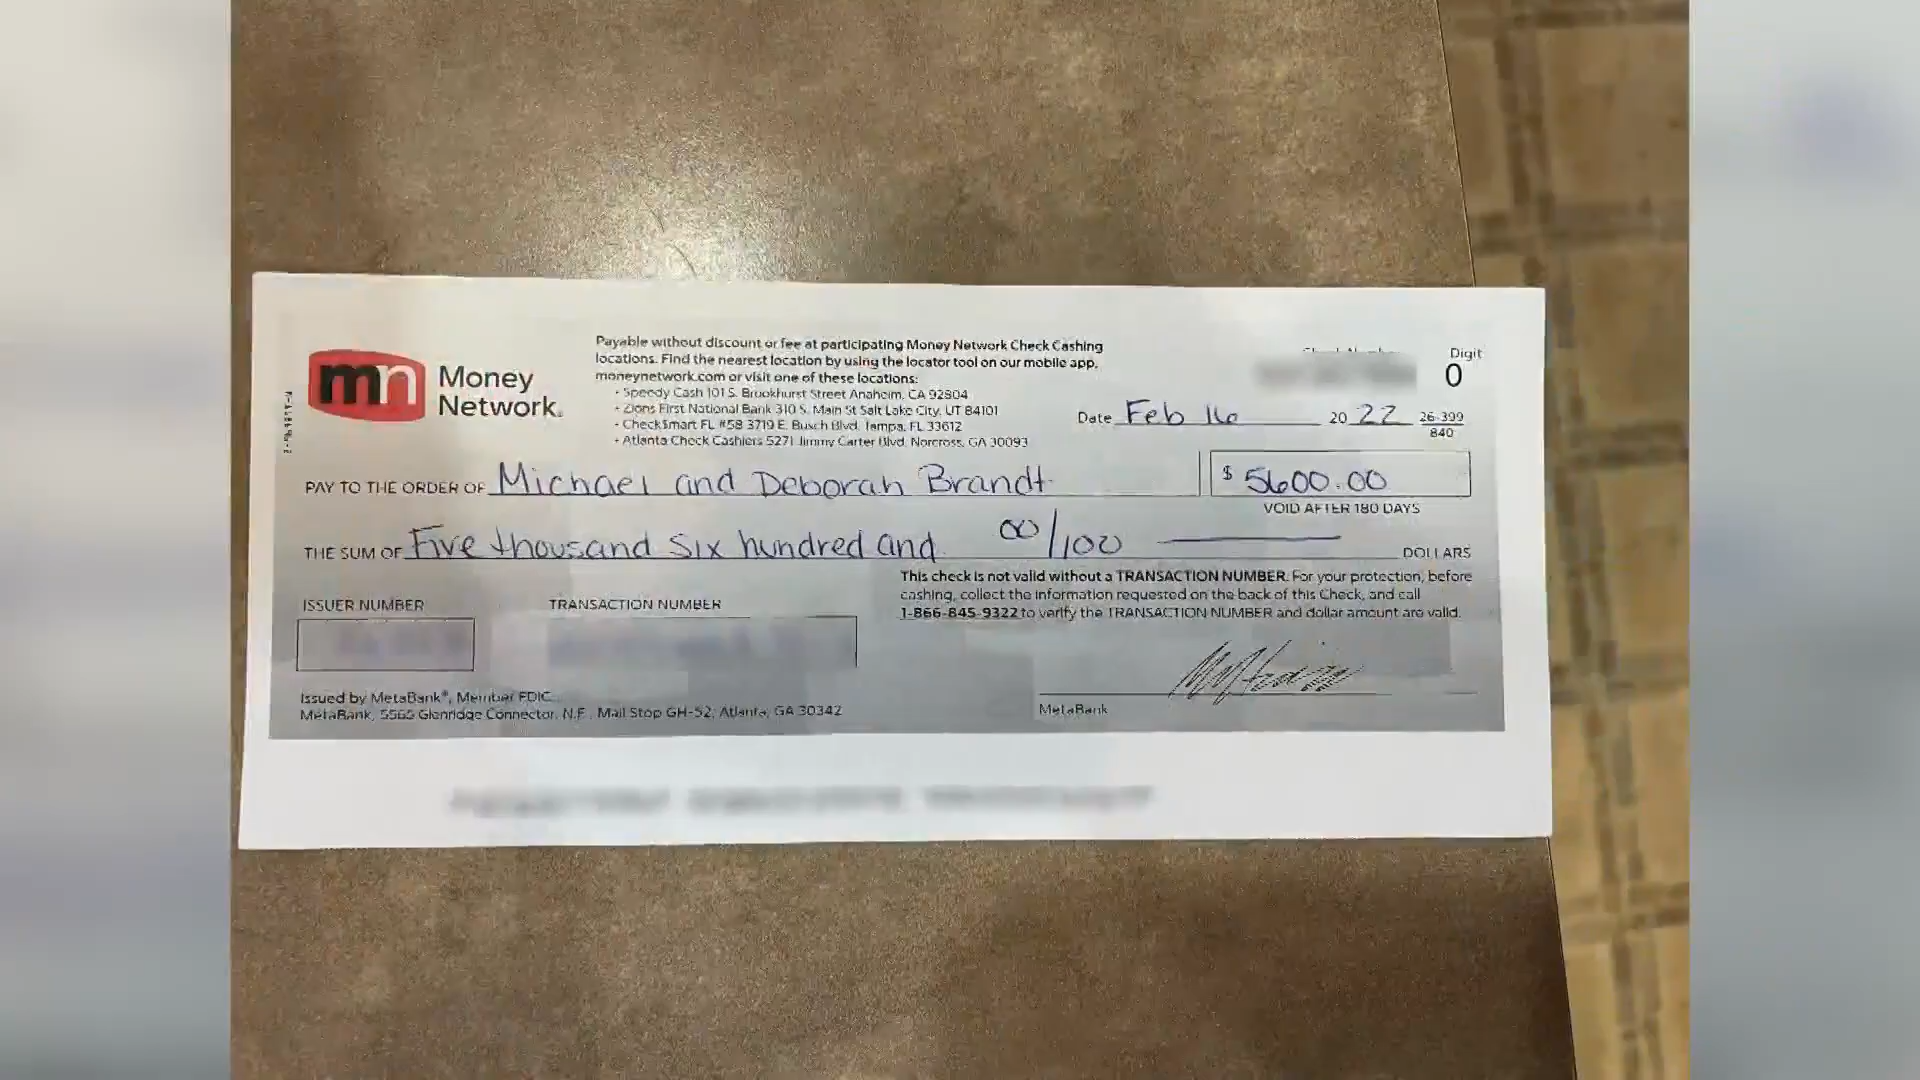 mn Money Network®
Payable without discount or fee at participating Money Network Check Cashing
locations. Find the nearest location by using the locator tool on our mobile app,
moneynetwork.com or visit one of these locations:
• Speedy Cash 101 S. Brookhurst Street Anaheim, CA 92804
• Zions First National Bank 310 S. Main St Salt Lake City, UT 84101
• CheckSmart FL #58 3719 E. Busch Blvd, Tampa, FL 33612
• Atlanta Check Cashiers 5271 Jimmy Carter Blvd, Norcross, GA 30093
Digit
0
Date Feb 16 20 22 26-399
840
PAY TO THE ORDER OF Michael and Deborah Brandt $ 5600.00
VOID AFTER 180 DAYS
THE SUM OF Five thousand six hundred and 00/100 DOLLARS
This check is not valid without a TRANSACTION NUMBER. For your protection, before
cashing, collect the information requested on the back of this Check, and call
1-866-845-9322 to verify the TRANSACTION NUMBER and dollar amount are valid.
ISSUER NUMBER TRANSACTION NUMBER
Issued by MetaBank®, Member FDIC.
MetaBank, 5565 Glenridge Connector, N.E., Mail Stop GH-52, Atlanta, GA 30342
MetaBank